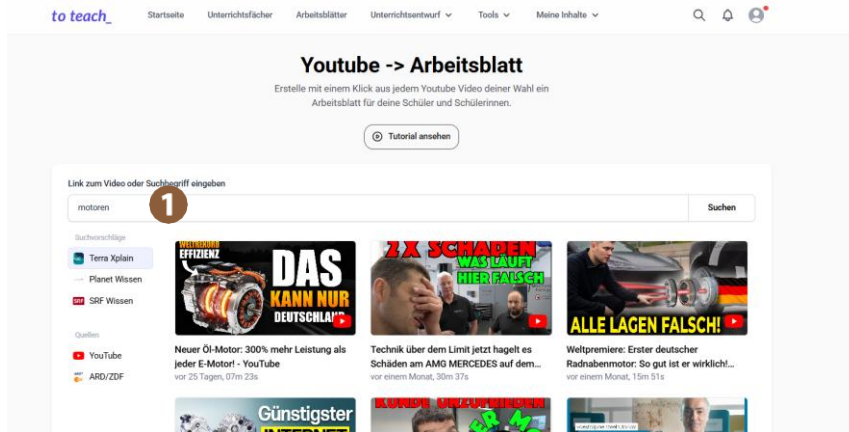 to teach_
Startseite
Unterrichtsfächer
Arbeitsblätter
Unterrichtsentwurf
Tools
Meine Inhalte
Youtube -> Arbeitsblatt
Erstelle mit einem Klick aus jedem Youtube Video deiner Wahl ein
Arbeitsblatt für deine Schüler und Schülerinnen.
Tutorial ansehen
Link zum Video oder Suchbegriff eingeben
motoren
1
Suchen
Suchvorschläge
Terra Xplain
Planet Wissen
SRF
SRF Wissen
Quellen
YouTube
ARD/ZDF
WELTREKORD
EFFIZIENZ
DAS
KANN NUR
DEUTSCHLAND
Neuer Öl-Motor: 300% mehr Leistung als
jeder E-Motor! - YouTube
vor 25 Tagen, 07m 23s
2 X SCHADEN
WAS LÄUFT
HIER FALSCH
Technik über dem Limit jetzt hagelt es
Schäden am AMG MERCEDES auf dem...
vor einem Monat, 30m 37s
ALLE LAGEN FALSCH!
Weltpremiere: Erster deutscher
Radnabenmotor: So gut ist er wirklich!...
vor einem Monat, 15m 51s
Günstigster
KUNDE UNZUFRIEDEN